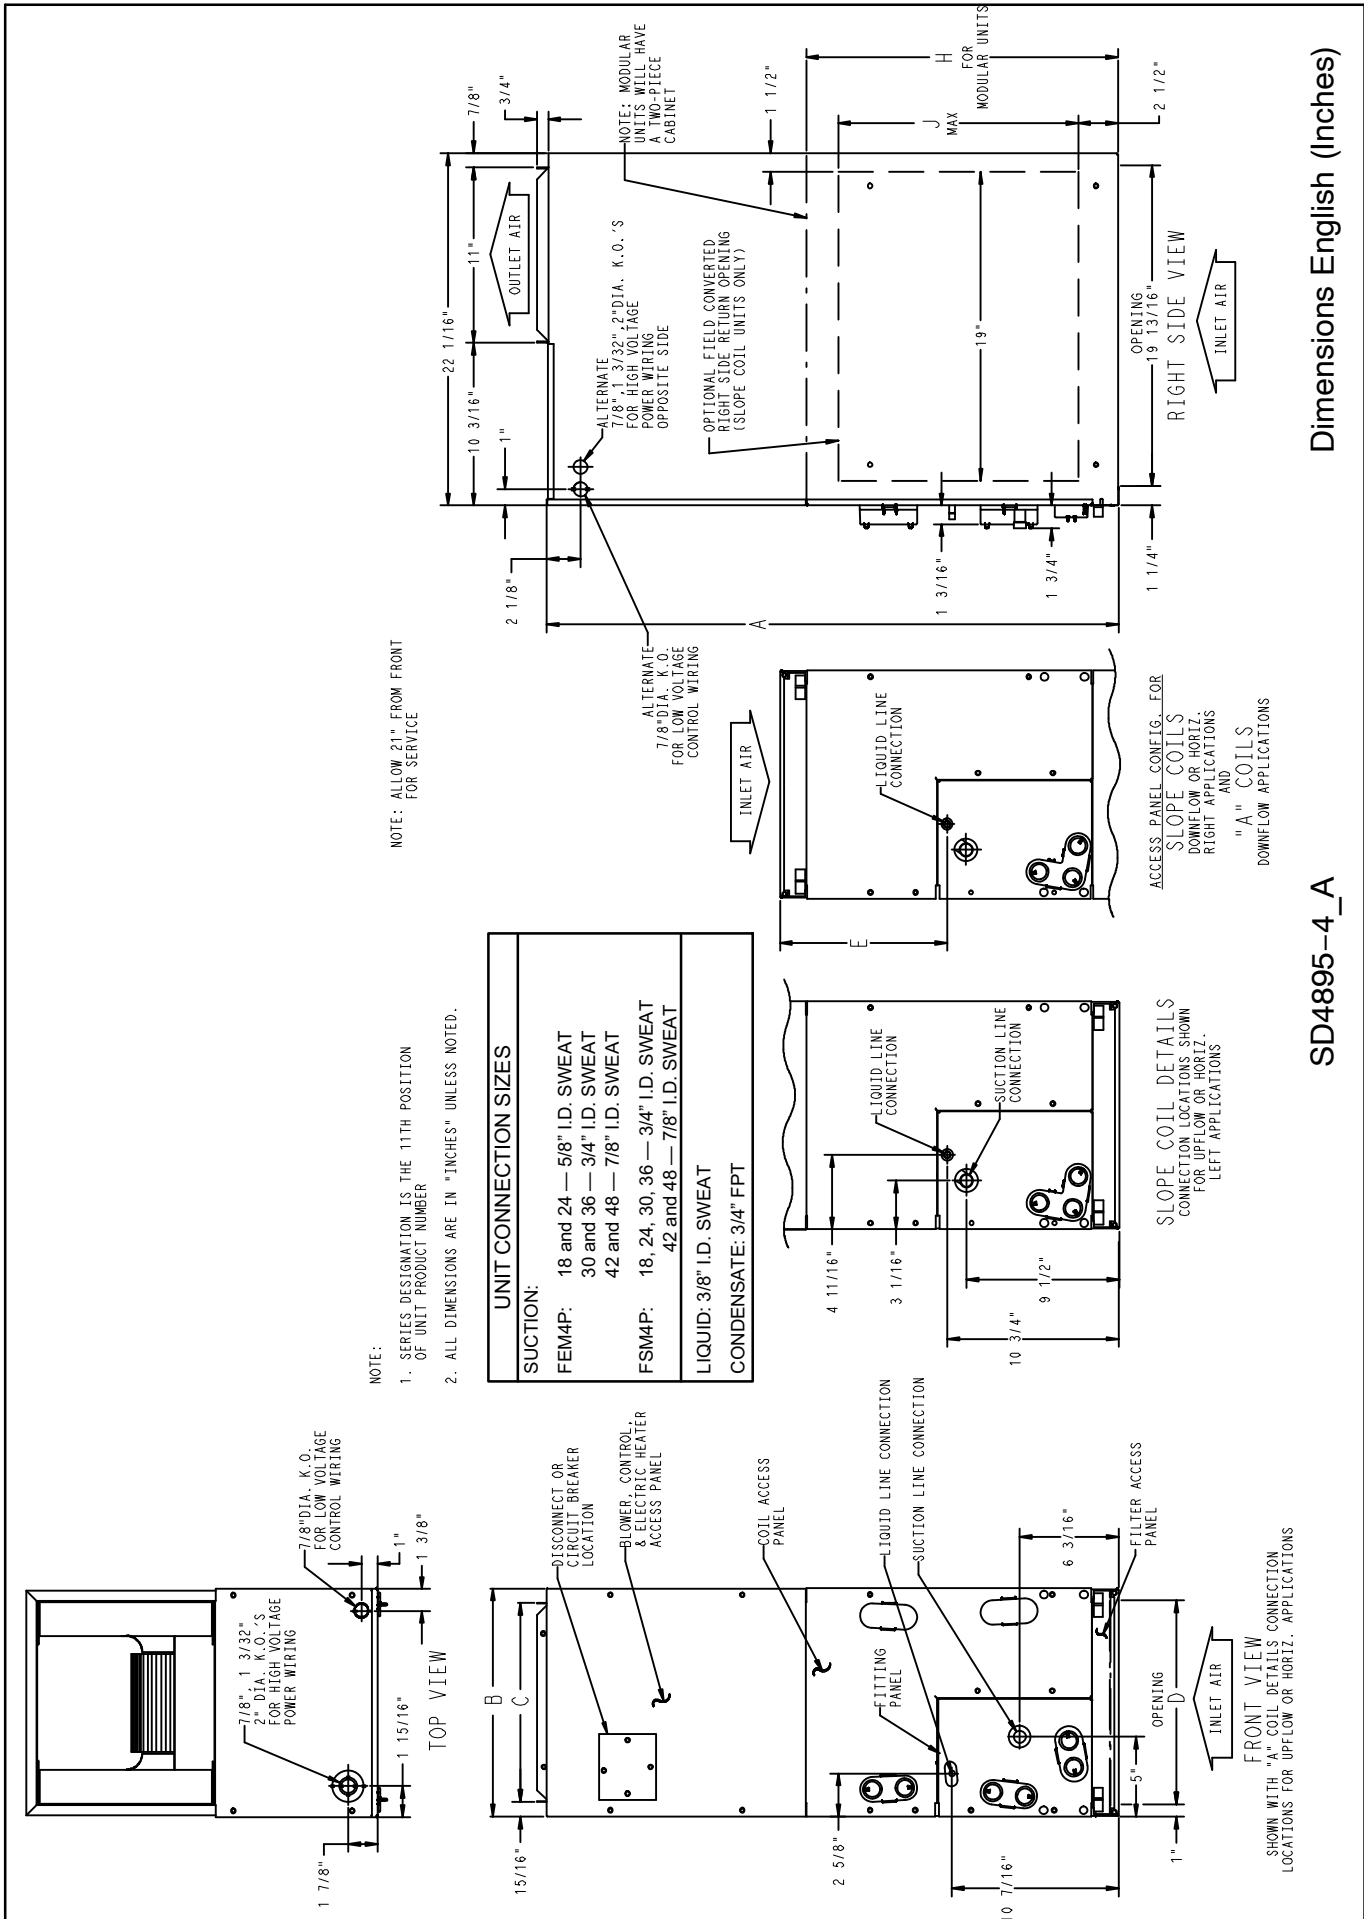 1 7/8"
7/8", 1 3/32"
2" DIA. K.O.'S
FOR HIGH VOLTAGE
POWER WIRING
7/8"DIA. K.O.
FOR LOW VOLTAGE
CONTROL WIRING
1"
1 3/8"
1 15/16"
TOP VIEW
NOTE:
1. SERIES DESIGNATION IS THE 11TH POSITION
OF UNIT PRODUCT NUMBER
2. ALL DIMENSIONS ARE IN "INCHES" UNLESS NOTED.
NOTE: ALLOW 21" FROM FRONT
FOR SERVICE
UNIT CONNECTION SIZES
SUCTION:
FEM4P: 18 and 24 — 5/8" I.D. SWEAT
30 and 36 — 3/4" I.D. SWEAT
42 and 48 — 7/8" I.D. SWEAT
FSM4P: 18, 24, 30, 36 — 3/4" I.D. SWEAT
42 and 48 — 7/8" I.D. SWEAT
LIQUID: 3/8" I.D. SWEAT
CONDENSATE: 3/4" FPT
B
C
15/16"
DISCONNECT OR
CIRCUIT BREAKER
LOCATION
BLOWER, CONTROL,
& ELECTRIC HEATER
ACCESS PANEL
COIL ACCESS
PANEL
LIQUID LINE CONNECTION
SUCTION LINE CONNECTION
FITTING
PANEL
2 5/8"
10 7/16"
6 3/16"
FILTER ACCESS
PANEL
5"
1"
OPENING
D
INLET AIR
FRONT VIEW
SHOWN WITH "A" COIL DETAILS CONNECTION
LOCATIONS FOR UPFLOW OR HORIZ. APPLICATIONS
4 11/16"
3 1/16"
LIQUID LINE
CONNECTION
SUCTION LINE
CONNECTION
9 1/2"
10 3/4"
SLOPE COIL DETAILS
CONNECTION LOCATIONS SHOWN
FOR UPFLOW OR HORIZ.
LEFT APPLICATIONS
INLET AIR
E
LIQUID LINE
CONNECTION
ACCESS PANEL CONFIG. FOR
SLOPE COILS
DOWNFLOW OR HORIZ.
RIGHT APPLICATIONS
AND
"A" COILS
DOWNFLOW APPLICATIONS
22 1/16"
10 3/16"
11"
7/8"
3/4"
1"
2 1/8"
OUTLET AIR
ALTERNATE
7/8",1 3/32",2"DIA. K.O.'S
FOR HIGH VOLTAGE
POWER WIRING
OPPOSITE SIDE
ALTERNATE
7/8"DIA. K.O.
FOR LOW VOLTAGE
CONTROL WIRING
NOTE: MODULAR
UNITS WILL HAVE
A TWO-PIECE
CABINET
OPTIONAL FIELD CONVERTED
RIGHT SIDE RETURN OPENING
(SLOPE COIL UNITS ONLY)
1 1/2"
A
19"
J
MAX
H
FOR
MODULAR UNITS
2 1/2"
1 3/16"
1 3/4"
1 1/4"
OPENING
19 13/16"
RIGHT SIDE VIEW
INLET AIR
SD4895–4_A
Dimensions English (Inches)